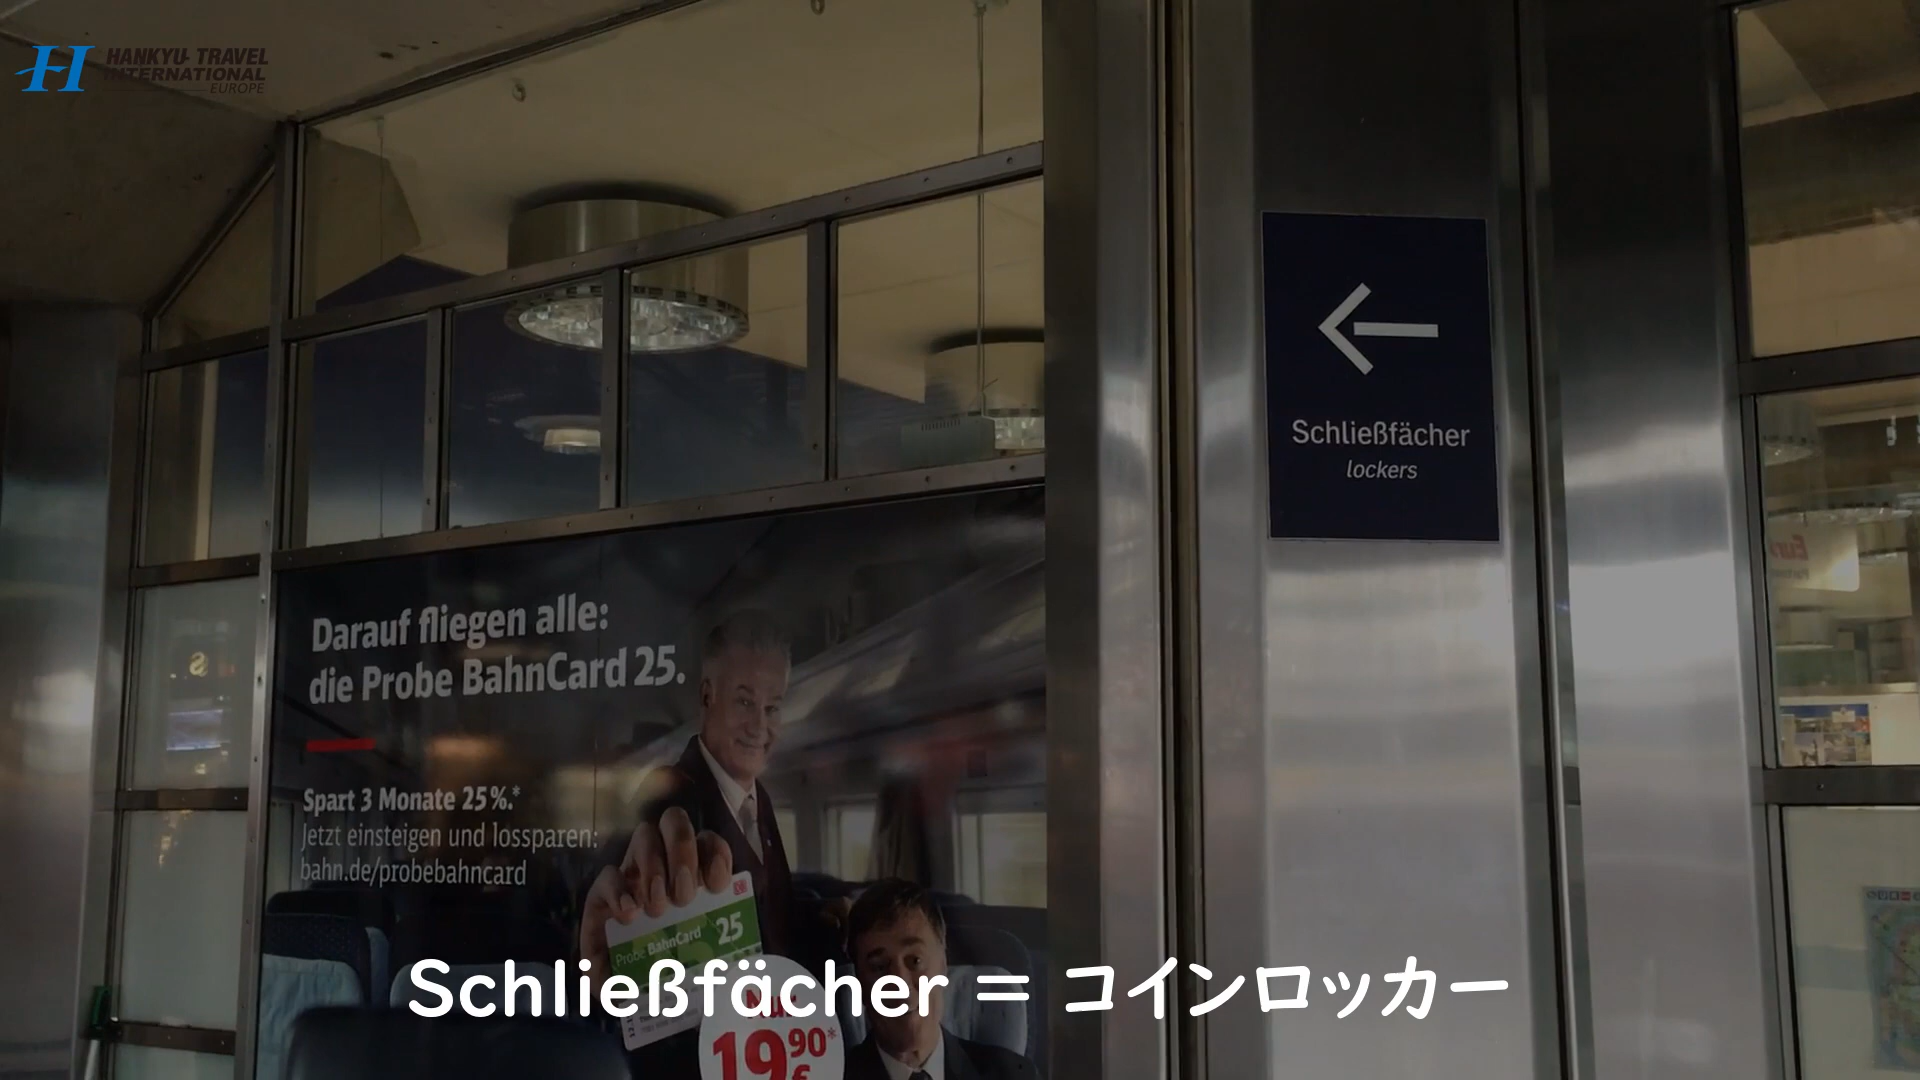 HANKYU TRAVEL
INTERNATIONAL
EUROPE
Schließfächer
lockers
Darauf fliegen alle:
die Probe BahnCard 25.
Spart 3 Monate 25%.*
Jetzt einsteigen und lossparen:
bahn.de/probebahncard
Probe BahnCard 25
Nur
19,90*
€
Schließfächer = コインロッカー